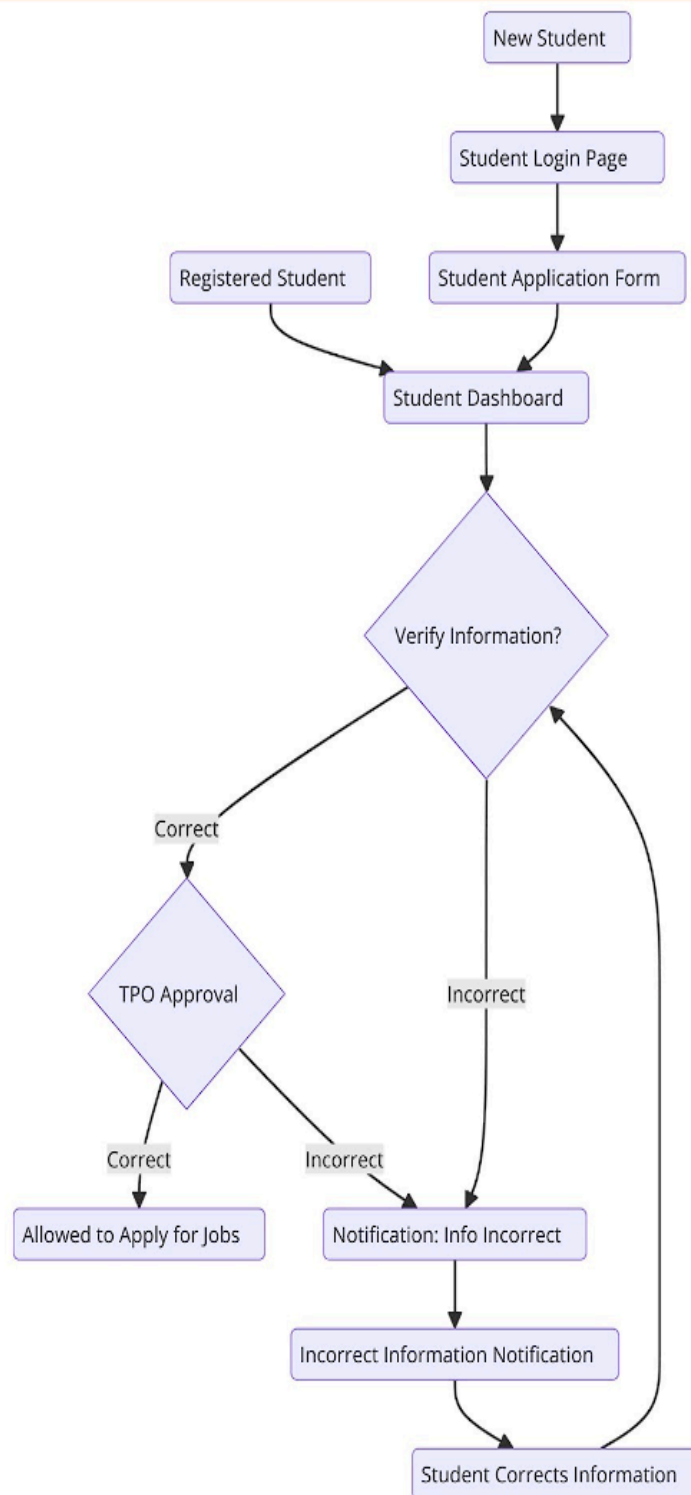 New Student
Student Login Page
Registered Student
Student Application Form
Student Dashboard
Verify Information?
Correct
TPO Approval
Incorrect
Correct
Incorrect
Allowed to Apply for Jobs
Notification: Info Incorrect
Incorrect Information Notification
Student Corrects Information